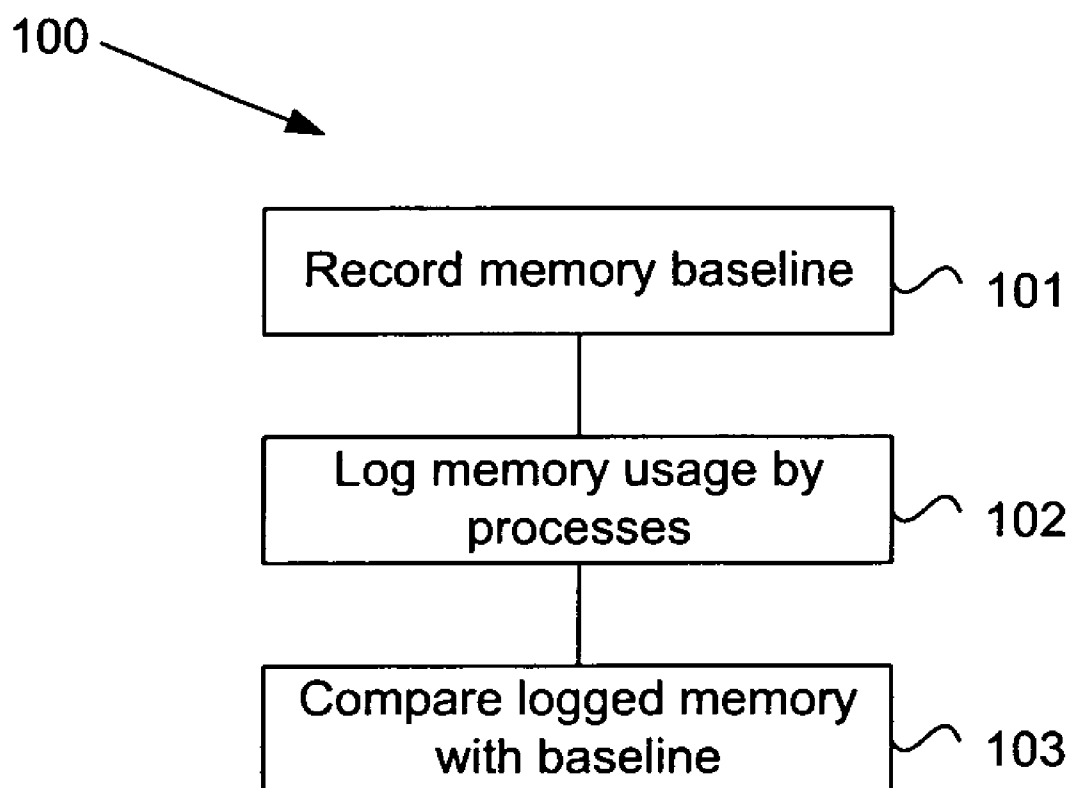 100
Record memory baseline
101
Log memory usage by
processes
102
Compare logged memory
with baseline
103